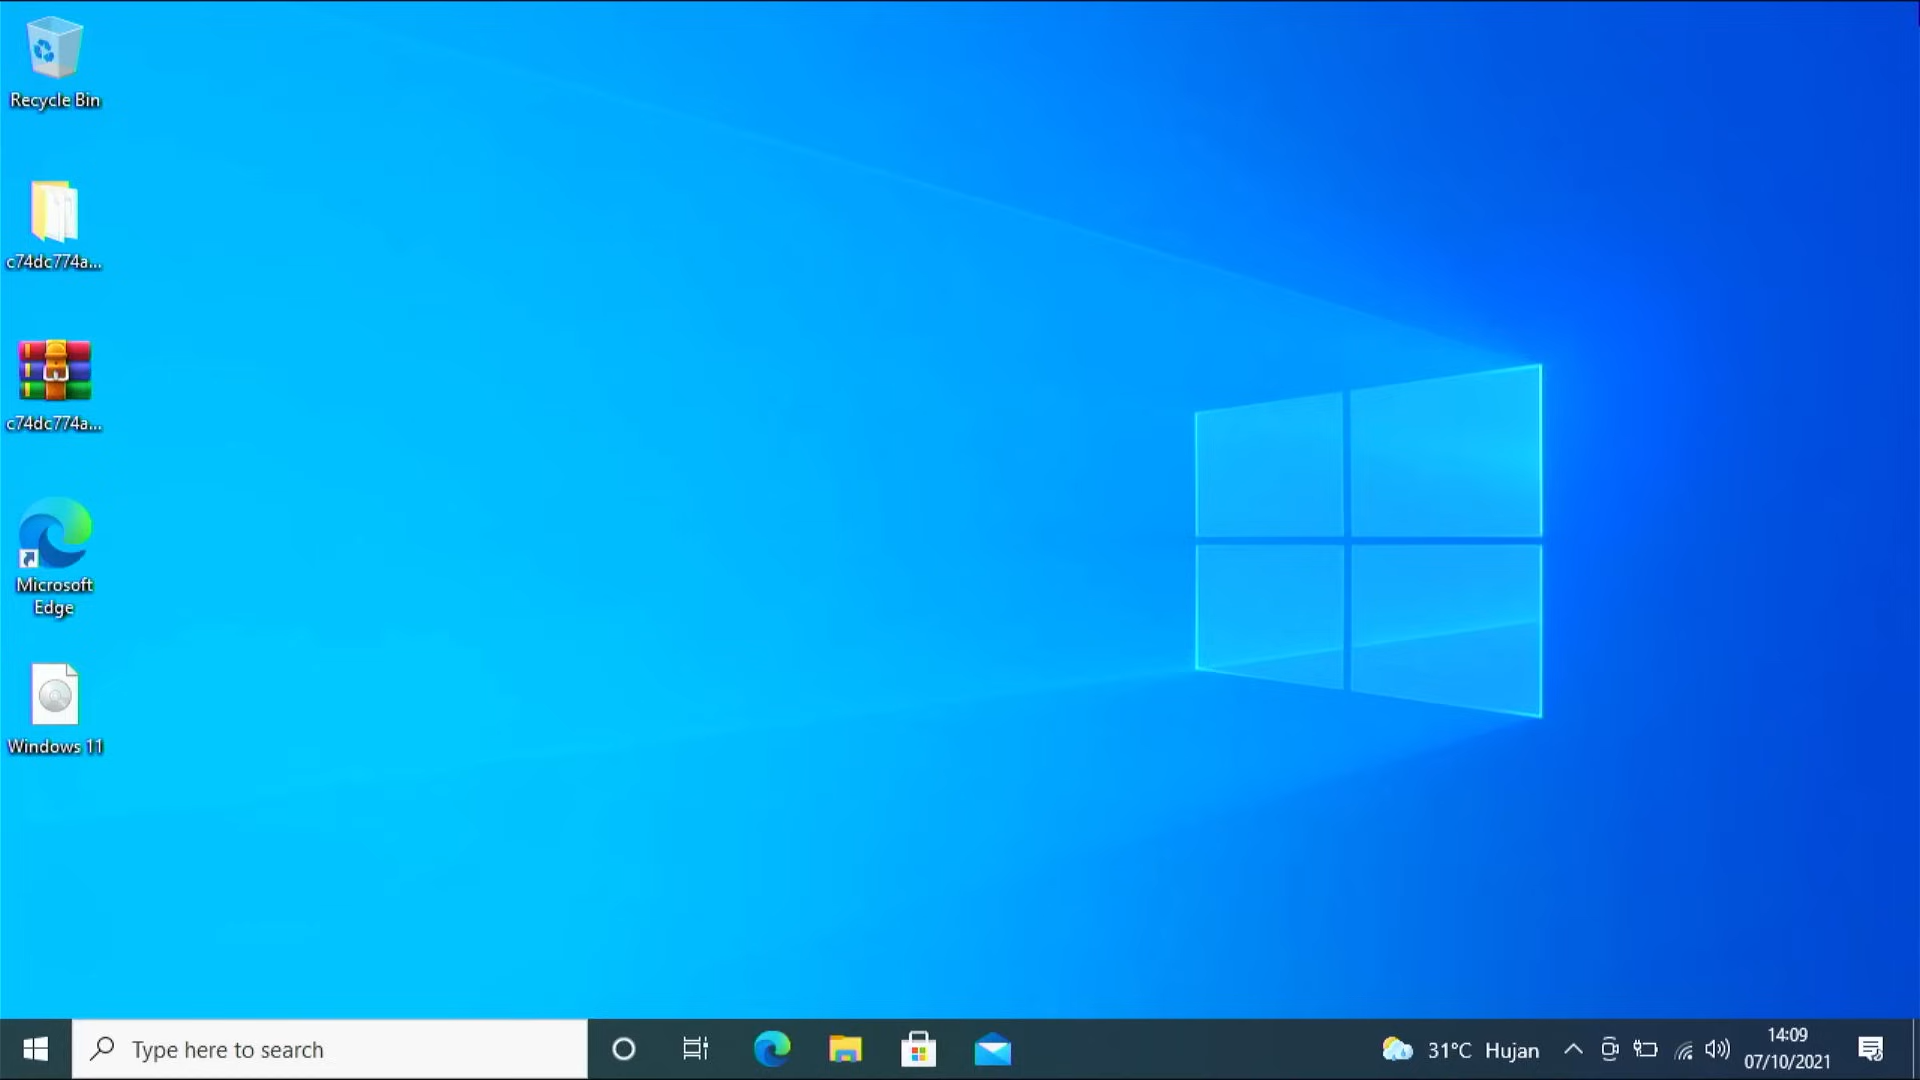 Recycle Bin
c74dc774a...
c74dc774a...
Microsoft
Edge
Windows 11
Type here to search
31°C Hujan
14:09
07/10/2021